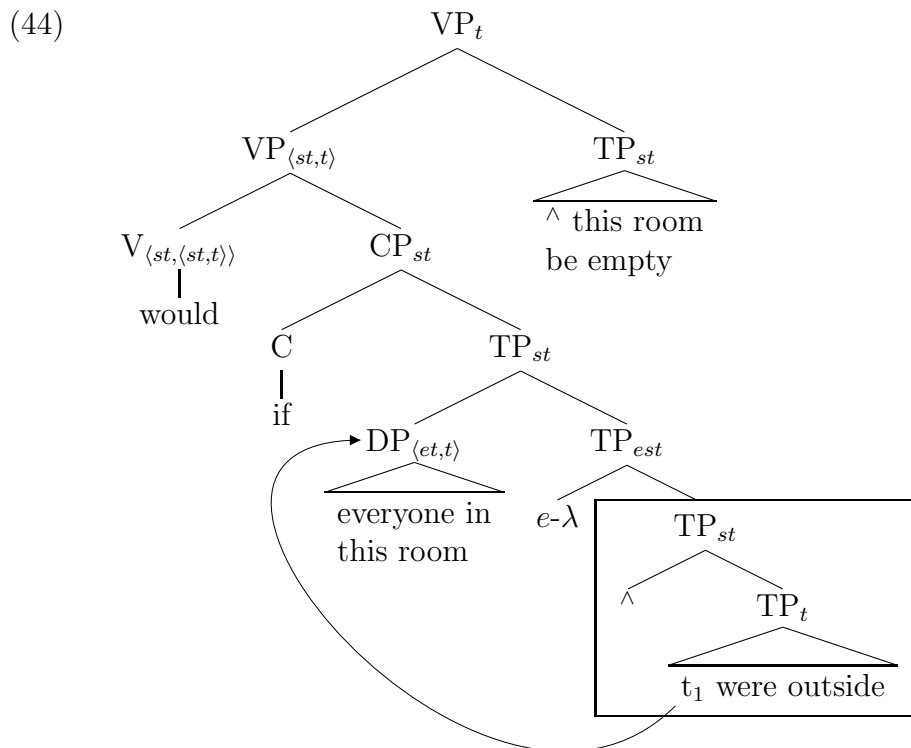 (44)
VP_t
VP_⟨st,t⟩ TP_st
^ this room
be empty
V_⟨st,⟨st,t⟩⟩ CP_st
would
C TP_st
if
DP_⟨et,t⟩ TP_est
everyone in
this room
e-λ
TP_st
^ TP_t
t_1 were outside